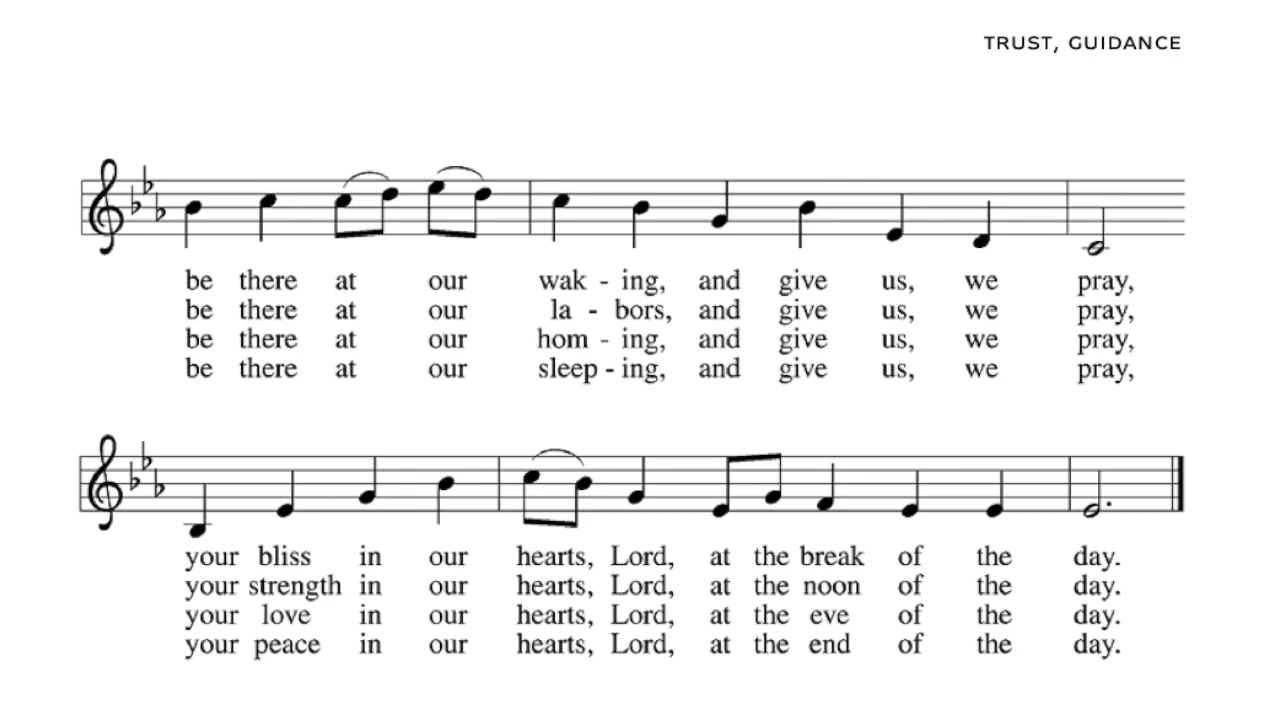 TRUST, GUIDANCE
be there at our wak - ing, and give us, we pray,
be there at our la - bors, and give us, we pray,
be there at our hom - ing, and give us, we pray,
be there at our sleep - ing, and give us, we pray,
your bliss in our hearts, Lord, at the break of the day.
your strength in our hearts, Lord, at the noon of the day.
your love in our hearts, Lord, at the eve of the day.
your peace in our hearts, Lord, at the end of the day.